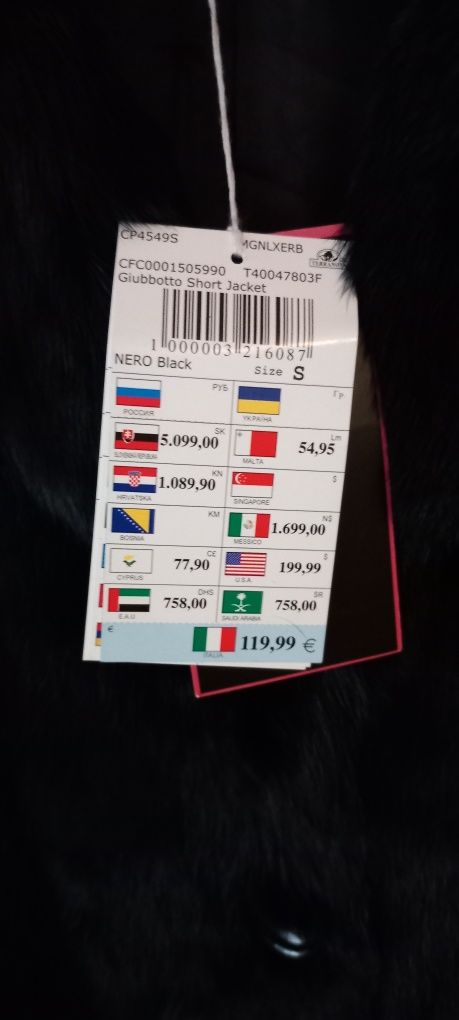 CP4549S MGNLXERB
CFC0001505990 T40047803F
Giubbotto Short Jacket
1 000003 216087
NERO Black Size S
РУБ Гр
РОССИЯ УКРАЇНА
SK 5.099,00 Lm 54,95
MALTA
KN 1.089,90 $
HRVATSKA SINGAPORE
KM N$ 1.699,00
BOSNIA MESSICO
C£ 77,90 $ 199,99
CYPRUS U.S.A.
DHS 758,00 SR 758,00
E.A.U SAUDI ARABIA
€ 119,99 €
ITALIA